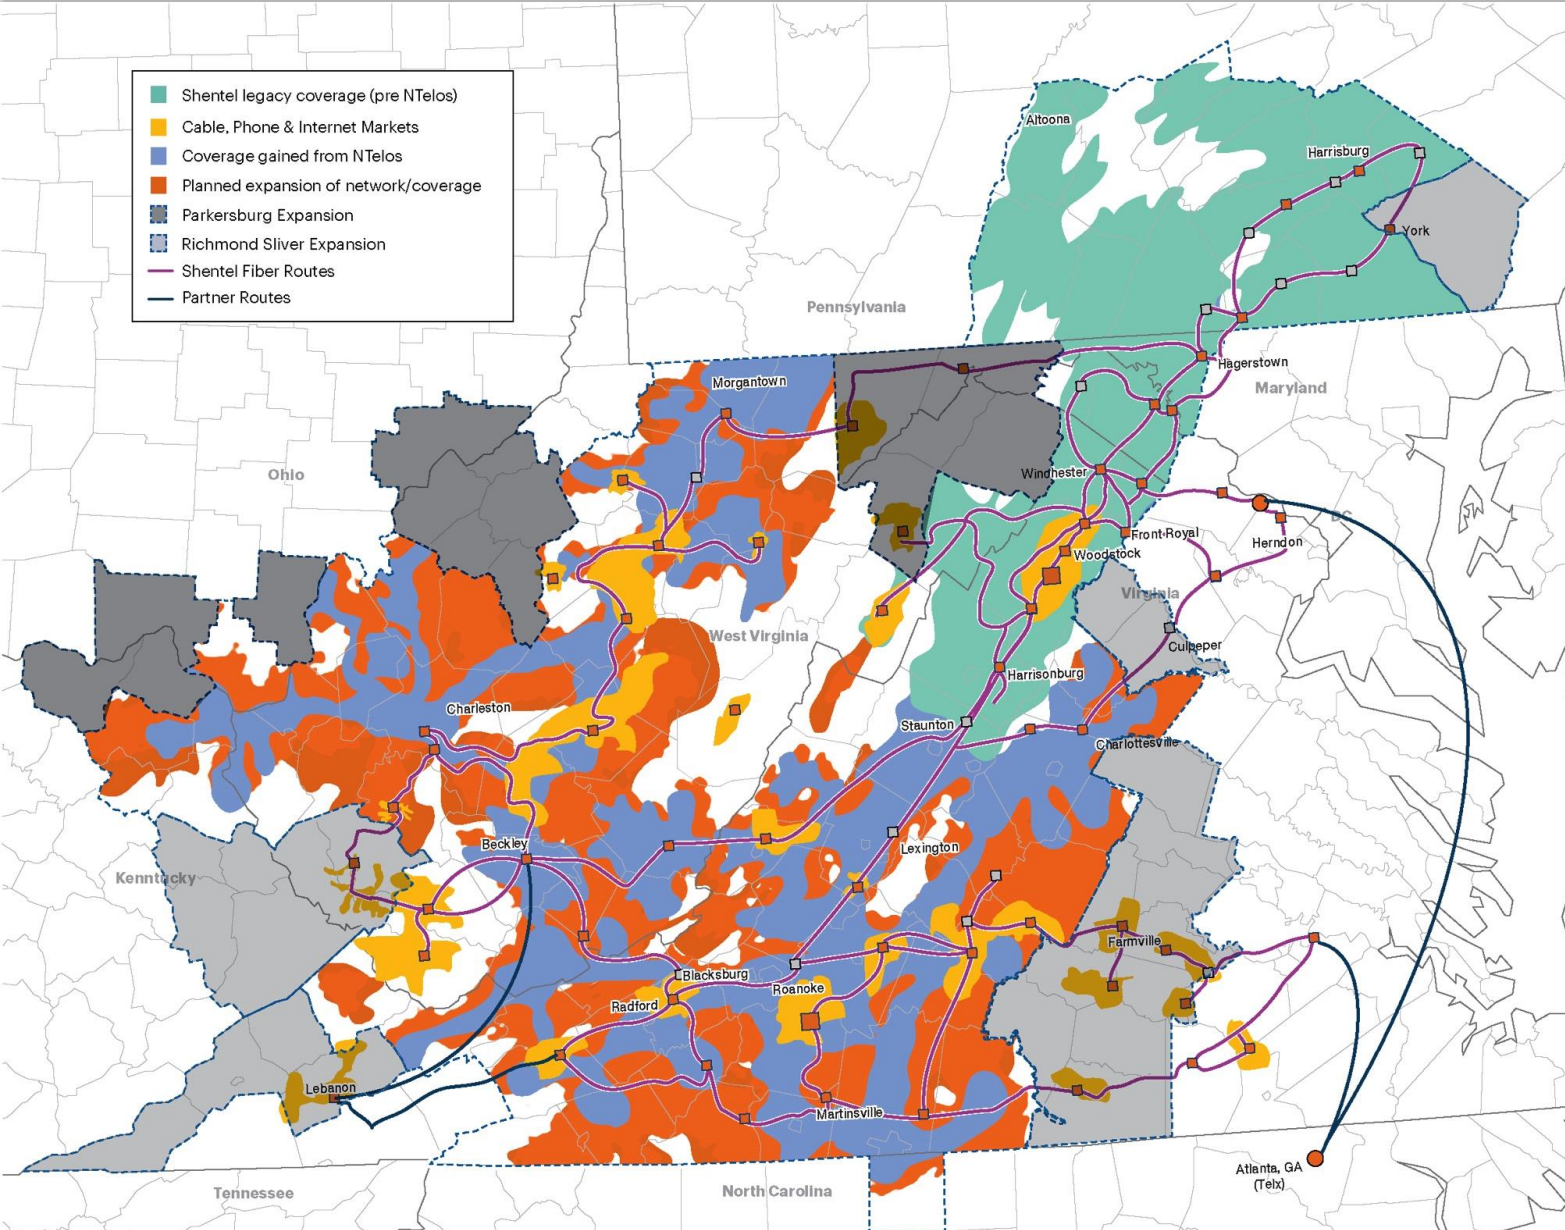 Shentel legacy coverage (pre NTelos)
Cable, Phone & Internet Markets
Coverage gained from NTelos
Planned expansion of network/coverage
Parkersburg Expansion
Richmond Sliver Expansion
Shentel Fiber Routes
Partner Routes
Altoona
Harrisburg
York
Pennsylvania
Hagerstown
Maryland
Morgantown
Ohio
Windhester
DC
Front Royal
Herndon
Woodstock
Virginia
West Virginia
Culpeper
Harrisonburg
Charleston
Staunton
Charlottesville
Beckley
Lexington
Kenntucky
Farmville
Blacksburg
Roanoke
Radford
Lebanon
Martinsville
Atlanta, GA
(Telx)
Tennessee
North Carolina